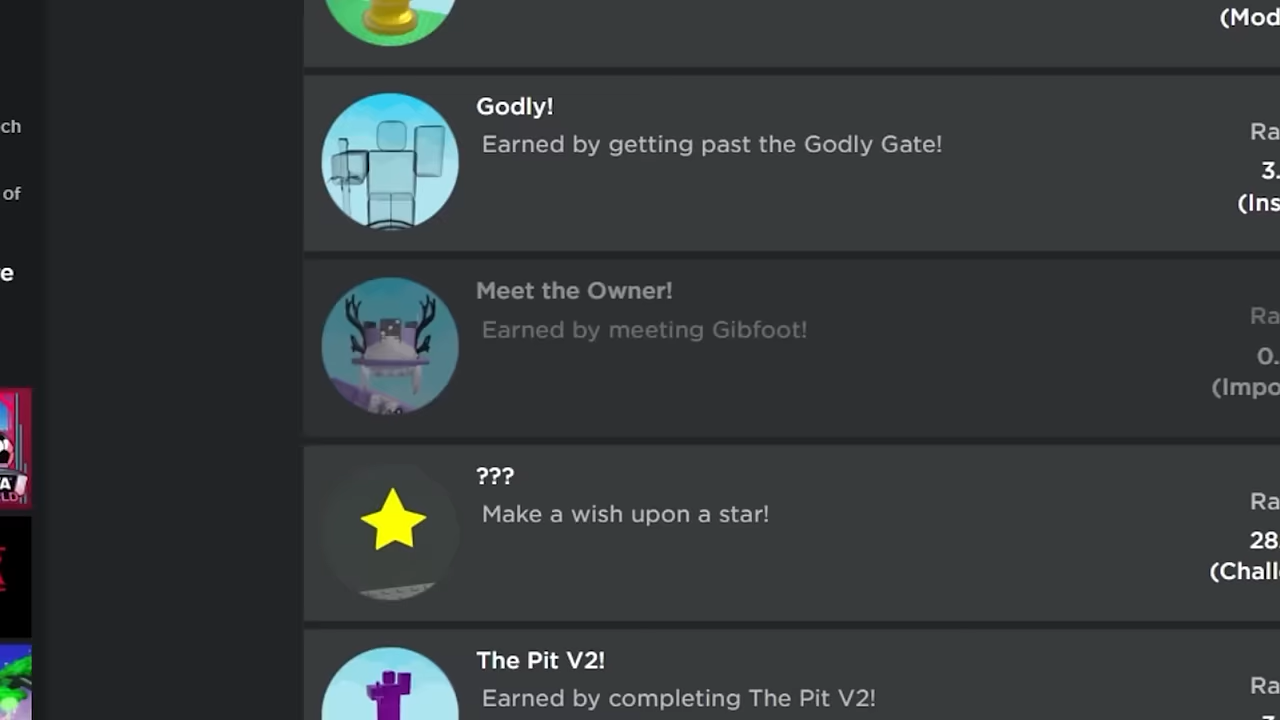 (Mod
Godly!
Earned by getting past the Godly Gate!
Ra
3.
(Ins
ch
of
Meet the Owner!
Earned by meeting Gibfoot!
Ra
0.
(Impo
e
???
Make a wish upon a star!
Ra
28.
(Chall
The Pit V2!
Earned by completing The Pit V2!
Ra